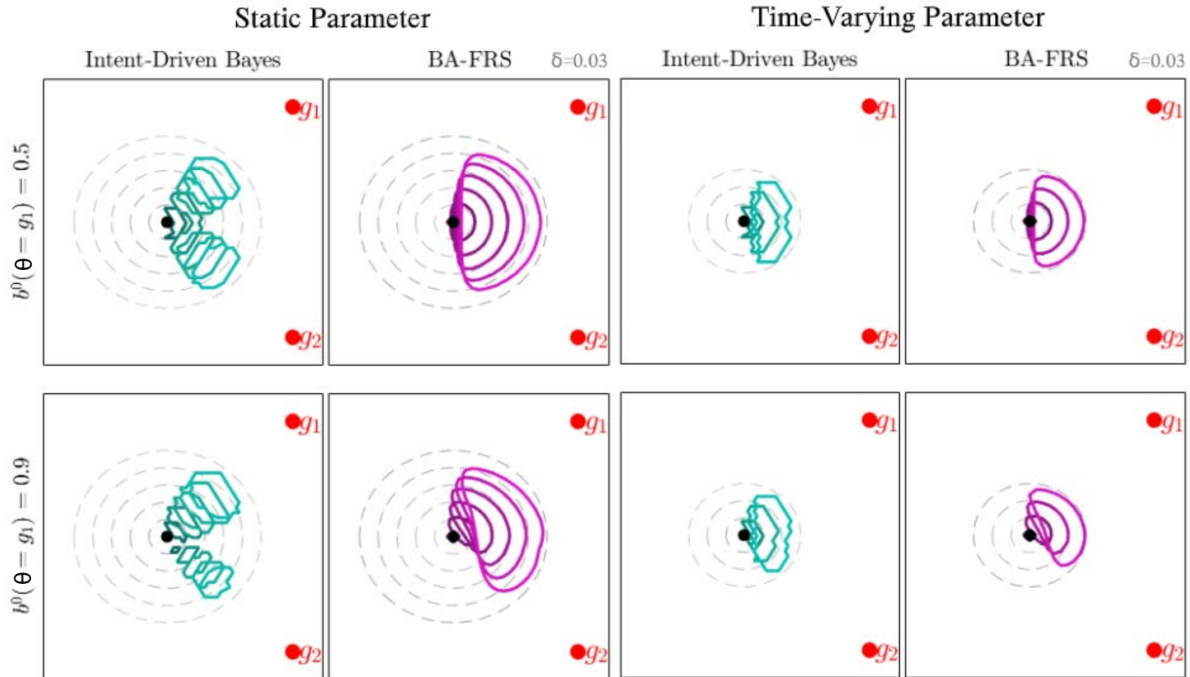 Static Parameter Time-Varying Parameter
Intent-Driven Bayes BA-FRS δ=0.03 Intent-Driven Bayes BA-FRS δ=0.03
b⁰(θ = g₁) = 0.5
g₁ g₁ g₁ g₁
g₂ g₂ g₂ g₂
b⁰(θ = g₁) = 0.9
g₁ g₁ g₁ g₁
g₂ g₂ g₂ g₂